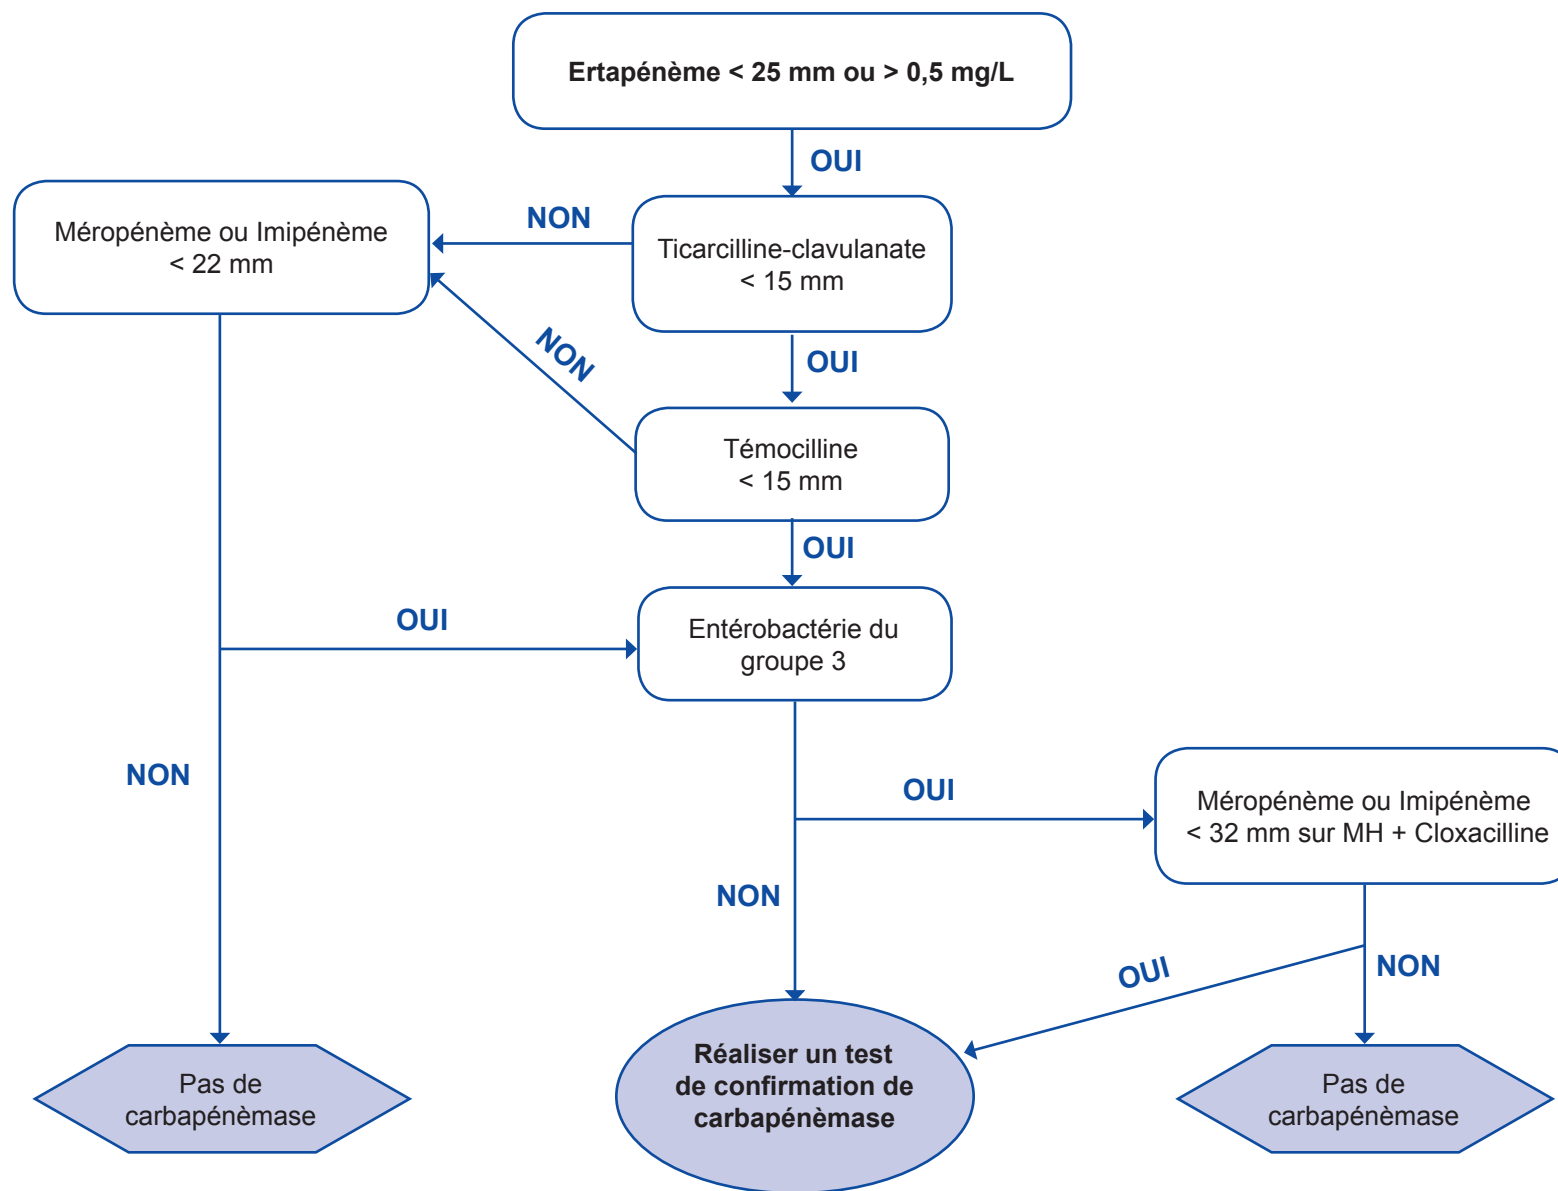 Ertapénème < 25 mm ou > 0,5 mg/L
OUI
NON
Méropénème ou Imipénème
< 22 mm
Ticarcilline-clavulanate
< 15 mm
NON
OUI
Témocilline
< 15 mm
OUI
OUI
Entérobactérie du
groupe 3
NON
OUI
Méropénème ou Imipénème
< 32 mm sur MH + Cloxacilline
NON
OUI
NON
Pas de
carbapénèmase
Réaliser un test
de confirmation de
carbapénèmase
Pas de
carbapénèmase